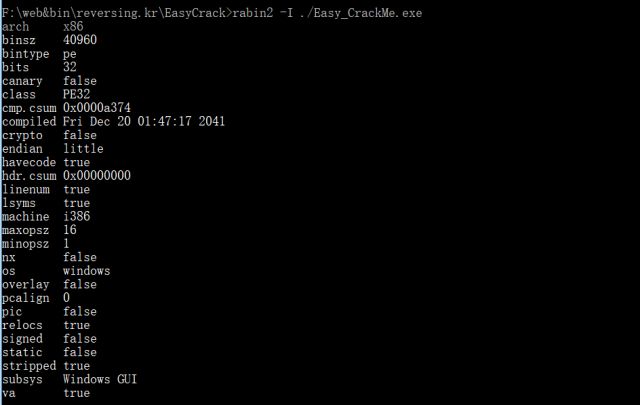 F:\web&bin\reversing.kr\EasyCrack>rabin2 -I ./Easy_CrackMe.exe
arch     x86
binsz    40960
bintype  pe
bits     32
canary   false
class    PE32
cmp.csum 0x0000a374
compiled Fri Dec 20 01:47:17 2041
crypto   false
endian   little
havecode true
hdr.csum 0x00000000
linenum  true
lsyms    true
machine  i386
maxopsz  16
minopsz  1
nx       false
os       windows
overlay  false
pcalign  0
pic      false
relocs   true
signed   false
static   false
stripped true
subsys   Windows GUI
va       true